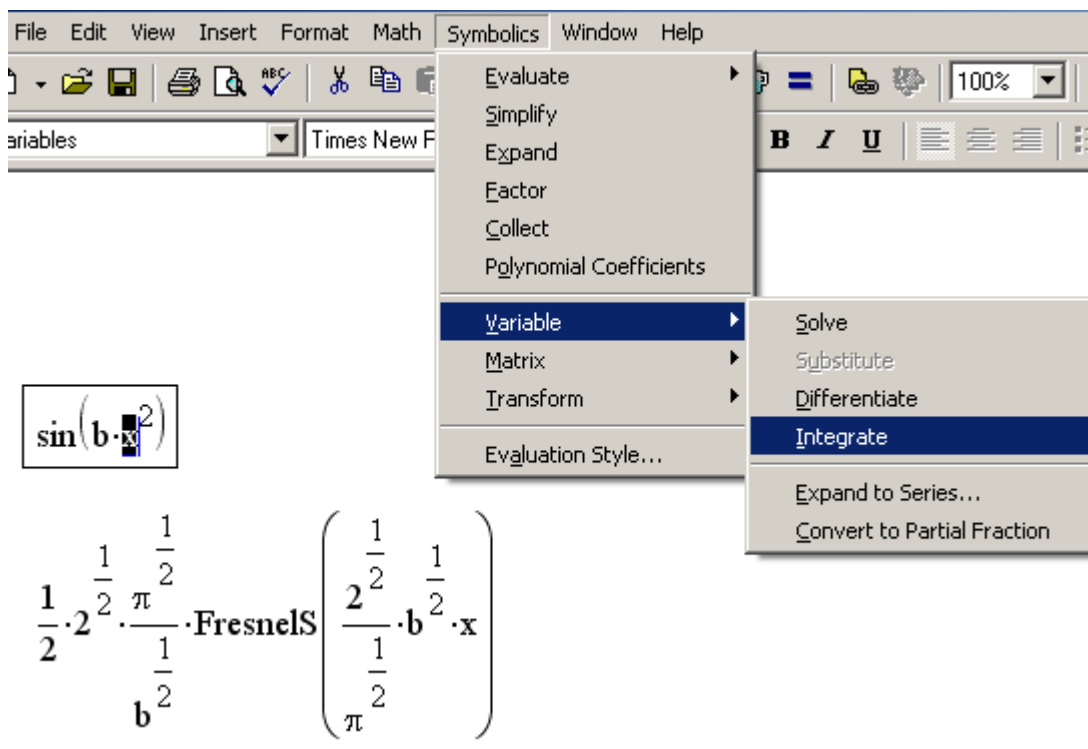 File Edit View Insert Format Math Symbolics Window Help
ABC 100%
ariables Times New F B I U
Evaluate
Simplify
Expand
Factor
Collect
Polynomial Coefficients
Variable
Matrix
Transform
Evaluation Style...
Solve
Substitute
Differentiate
Integrate
Expand to Series...
Convert to Partial Fraction
sin(b·x²)
1/2·2^(1/2)·π^(1/2)/b^(1/2)·FresnelS(2^(1/2)/π^(1/2)·b^(1/2)·x)